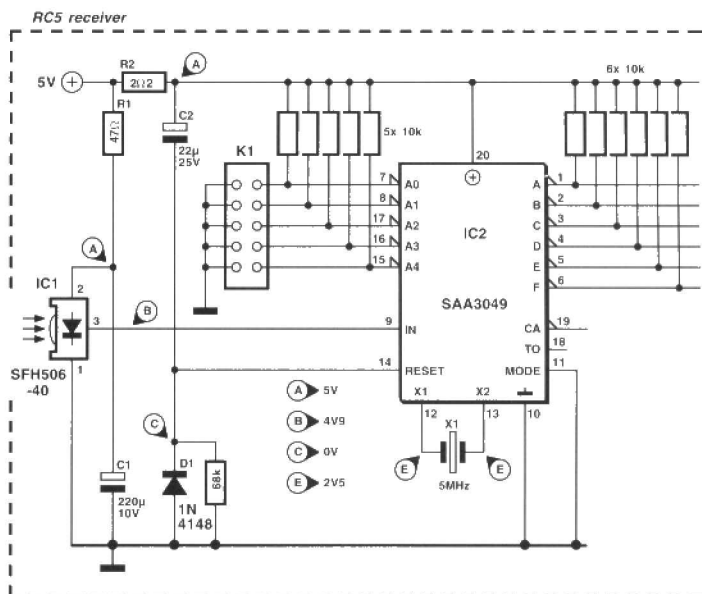 RC5 receiver
5V
R2
2Ω2
A
R1
47Ω
C2
22µ
25V
5x 10k
6x 10k
K1
20
7
A0
8
A1
17
A2
16
A3
15
A4
IC2
SAA3049
A
1
B
2
C
3
D
4
E
5
F
6
A
IC1
2
3
1
SFH506
-40
B
9
IN
CA
19
TO
18
MODE
11
14
RESET
X1
X2
12
13
10
A
5V
B
4V9
C
0V
E
2V5
E
X1
E
5MHz
C
D1
1N
4148
68k
C1
220µ
10V